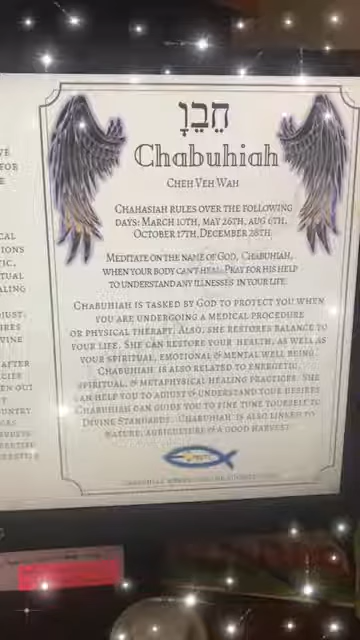 חֵבֵוָ
Chabuhiah
Cheh Veh Wah
Chahasiah rules over the following
days: March 10th, May 26th, Aug 6th,
October 17th, December 28th
Meditate on the name of God, Chabuhiah,
when your body can't heal. Pray for his help
to understand any illnesses in your life
Chabuhiah is tasked by God to protect you when
you are undergoing a medical procedure
or physical therapy. Also, she restores balance to
your life. She can restore your health, as well as
your spiritual, emotional & mental well being.
Chabuhiah is also related to energetic,
spiritual, & metaphysical healing practices. She
can help you to adjust & understand your desires
Chabuhiah can guide you to fine tune yourself to
Divine Standards. Chabuhiah is also linked to
nature, agriculture & a good harvest